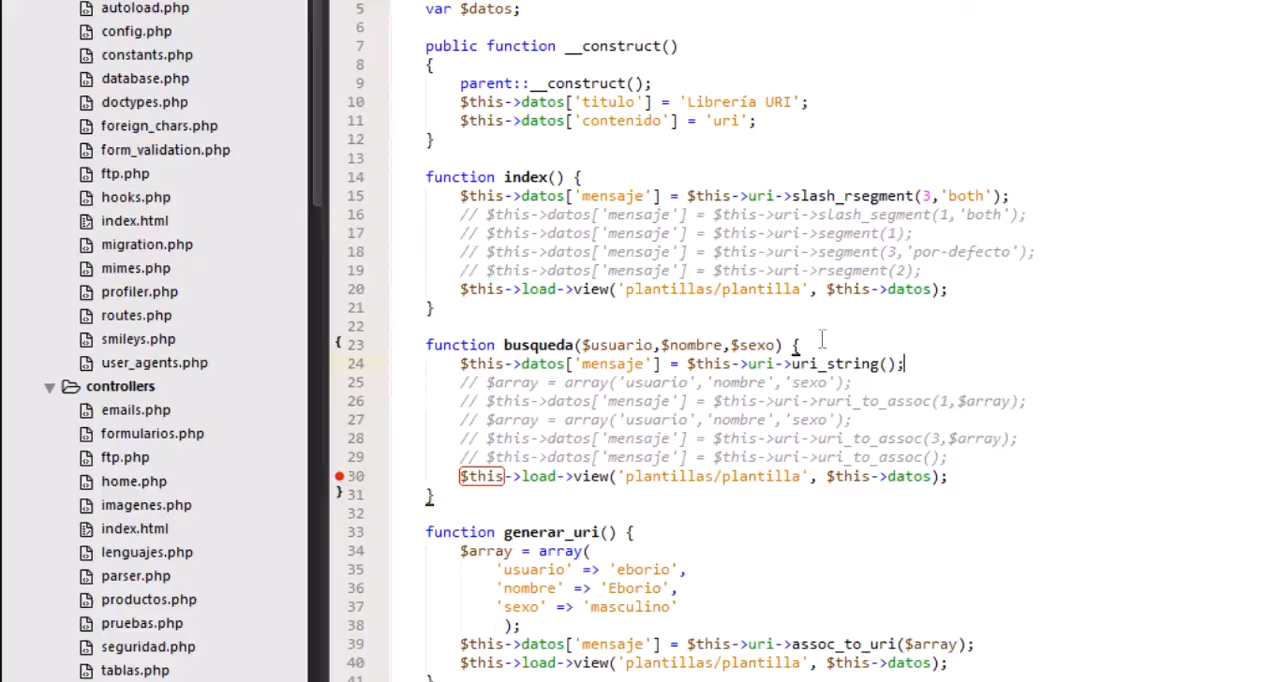 autoload.php
config.php
constants.php
database.php
doctypes.php
foreign_chars.php
form_validation.php
ftp.php
hooks.php
index.html
migration.php
mimes.php
profiler.php
routes.php
smileys.php
user_agents.php
controllers
emails.php
formularios.php
ftp.php
home.php
imagenes.php
index.html
lenguajes.php
parser.php
productos.php
pruebas.php
seguridad.php
tablas.php
5 var $datos;
6
7 public function __construct()
8 {
9 parent::__construct();
10 $this->datos['titulo'] = 'Librería URI';
11 $this->datos['contenido'] = 'uri';
12 }
13
14 function index() {
15 $this->datos['mensaje'] = $this->uri->slash_rsegment(3,'both');
16 // $this->datos['mensaje'] = $this->uri->slash_segment(1,'both');
17 // $this->datos['mensaje'] = $this->uri->segment(1);
18 // $this->datos['mensaje'] = $this->uri->segment(3,'por-defecto');
19 // $this->datos['mensaje'] = $this->uri->rsegment(2);
20 $this->load->view('plantillas/plantilla', $this->datos);
21 }
22
{ 23 function busqueda($usuario,$nombre,$sexo) {
24 $this->datos['mensaje'] = $this->uri->uri_string();
25 // $array = array('usuario','nombre','sexo');
26 // $this->datos['mensaje'] = $this->uri->ruri_to_assoc(1,$array);
27 // $array = array('usuario','nombre','sexo');
28 // $this->datos['mensaje'] = $this->uri->uri_to_assoc(3,$array);
29 // $this->datos['mensaje'] = $this->uri->uri_to_assoc();
30 $this->load->view('plantillas/plantilla', $this->datos);
} 31 }
32
33 function generar_uri() {
34 $array = array(
35 'usuario' => 'eborio',
36 'nombre' => 'Eborio',
37 'sexo' => 'masculino'
38 );
39 $this->datos['mensaje'] = $this->uri->assoc_to_uri($array);
40 $this->load->view('plantillas/plantilla', $this->datos);
41 }